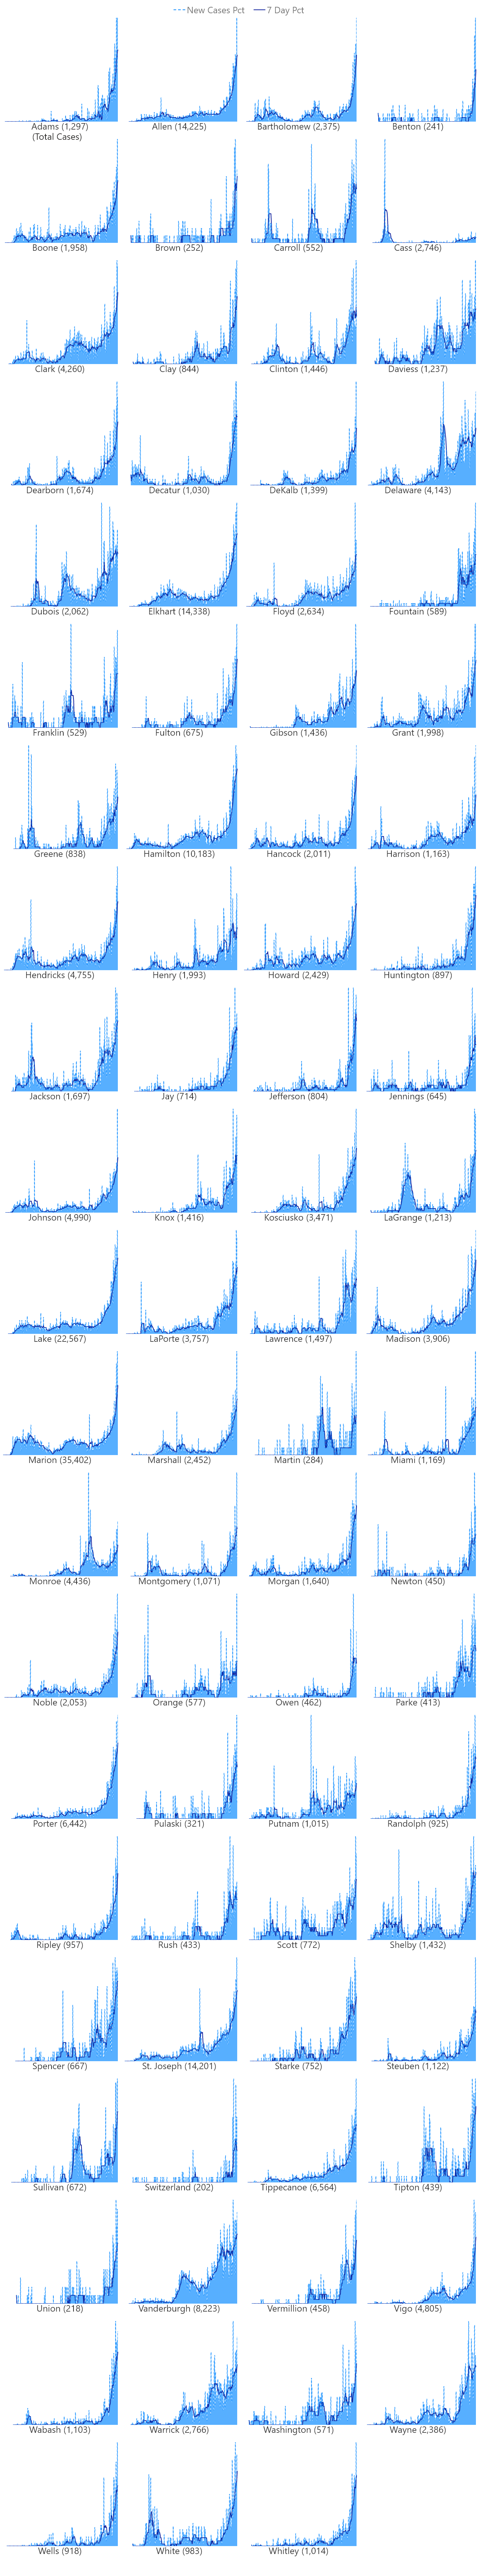 New Cases Pct 7 Day Pct
Adams (1,297) Allen (14,225) Bartholomew (2,375) Benton (241)
(Total Cases)
Boone (1,958) Brown (252) Carroll (552) Cass (2,746)
Clark (4,260) Clay (844) Clinton (1,446) Daviess (1,237)
Dearborn (1,674) Decatur (1,030) DeKalb (1,399) Delaware (4,143)
Dubois (2,062) Elkhart (14,338) Floyd (2,634) Fountain (589)
Franklin (529) Fulton (675) Gibson (1,436) Grant (1,998)
Greene (838) Hamilton (10,183) Hancock (2,011) Harrison (1,163)
Hendricks (4,755) Henry (1,993) Howard (2,429) Huntington (897)
Jackson (1,697) Jay (714) Jefferson (804) Jennings (645)
Johnson (4,990) Knox (1,416) Kosciusko (3,471) LaGrange (1,213)
Lake (22,567) LaPorte (3,757) Lawrence (1,497) Madison (3,906)
Marion (35,402) Marshall (2,452) Martin (284) Miami (1,169)
Monroe (4,436) Montgomery (1,071) Morgan (1,640) Newton (450)
Noble (2,053) Orange (577) Owen (462) Parke (413)
Porter (6,442) Pulaski (321) Putnam (1,015) Randolph (925)
Ripley (957) Rush (433) Scott (772) Shelby (1,432)
Spencer (667) St. Joseph (14,201) Starke (752) Steuben (1,122)
Sullivan (672) Switzerland (202) Tippecanoe (6,564) Tipton (439)
Union (218) Vanderburgh (8,223) Vermillion (458) Vigo (4,805)
Wabash (1,103) Warrick (2,766) Washington (571) Wayne (2,386)
Wells (918) White (983) Whitley (1,014)